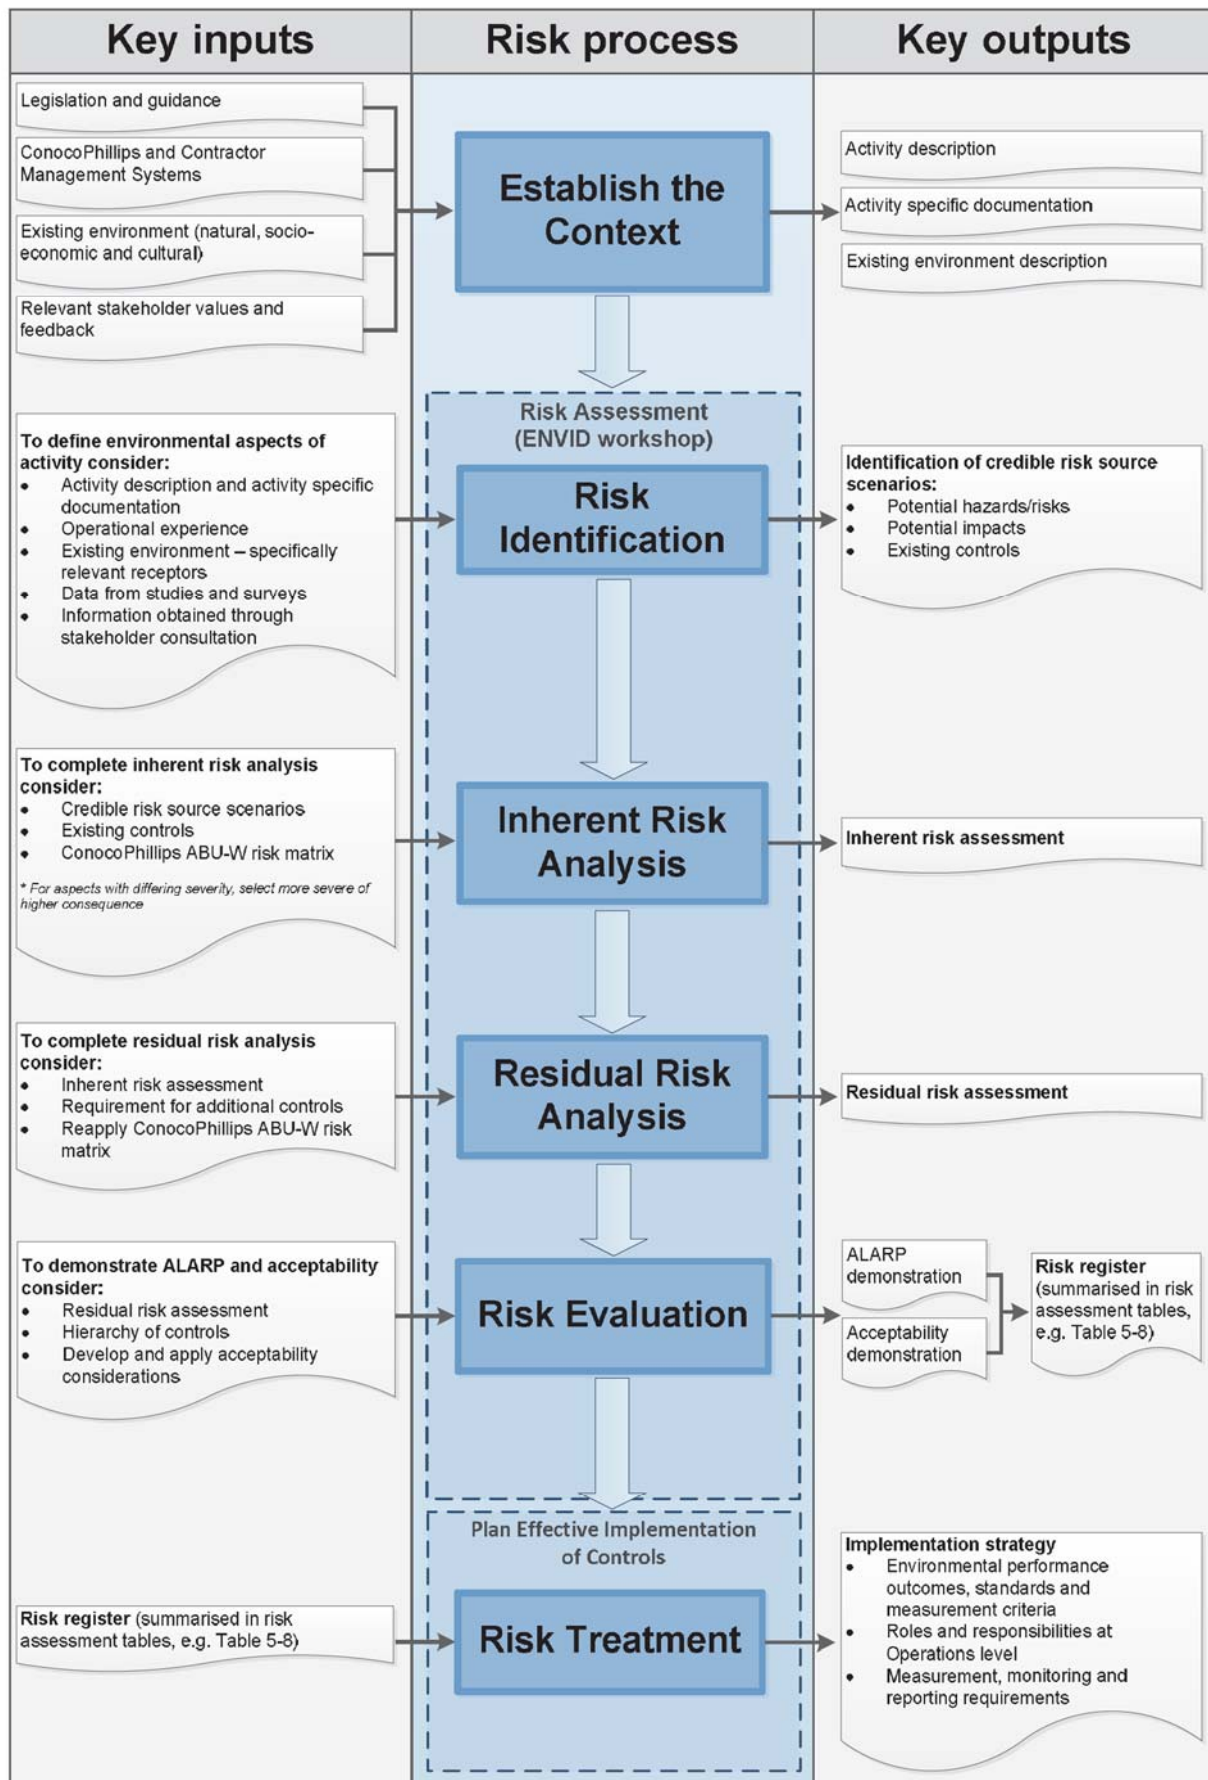 Key inputs
Risk process
Key outputs
Legislation and guidance
ConocoPhillips and Contractor
Management Systems
Existing environment (natural, socio-
economic and cultural)
Relevant stakeholder values and
feedback
Establish the
Context
Activity description
Activity specific documentation
Existing environment description
Risk Assessment
(ENVID workshop)
To define environmental aspects of
activity consider:
• Activity description and activity specific
documentation
• Operational experience
• Existing environment – specifically
relevant receptors
• Data from studies and surveys
• Information obtained through
stakeholder consultation
Risk
Identification
Identification of credible risk source
scenarios:
• Potential hazards/risks
• Potential impacts
• Existing controls
To complete inherent risk analysis
consider:
• Credible risk source scenarios
• Existing controls
• ConocoPhillips ABU-W risk matrix
* For aspects with differing severity, select more severe of
higher consequence
Inherent Risk
Analysis
Inherent risk assessment
To complete residual risk analysis
consider:
• Inherent risk assessment
• Requirement for additional controls
• Reapply ConocoPhillips ABU-W risk
matrix
Residual Risk
Analysis
Residual risk assessment
To demonstrate ALARP and acceptability
consider:
• Residual risk assessment
• Hierarchy of controls
• Develop and apply acceptability
considerations
Risk Evaluation
ALARP
demonstration
Acceptability
demonstration
Risk register
(summarised in risk
assessment tables,
e.g. Table 5-8)
Plan Effective Implementation
of Controls
Risk register (summarised in risk
assessment tables, e.g. Table 5-8)
Risk Treatment
Implementation strategy
• Environmental performance
outcomes, standards and
measurement criteria
• Roles and responsibilities at
Operations level
• Measurement, monitoring and
reporting requirements